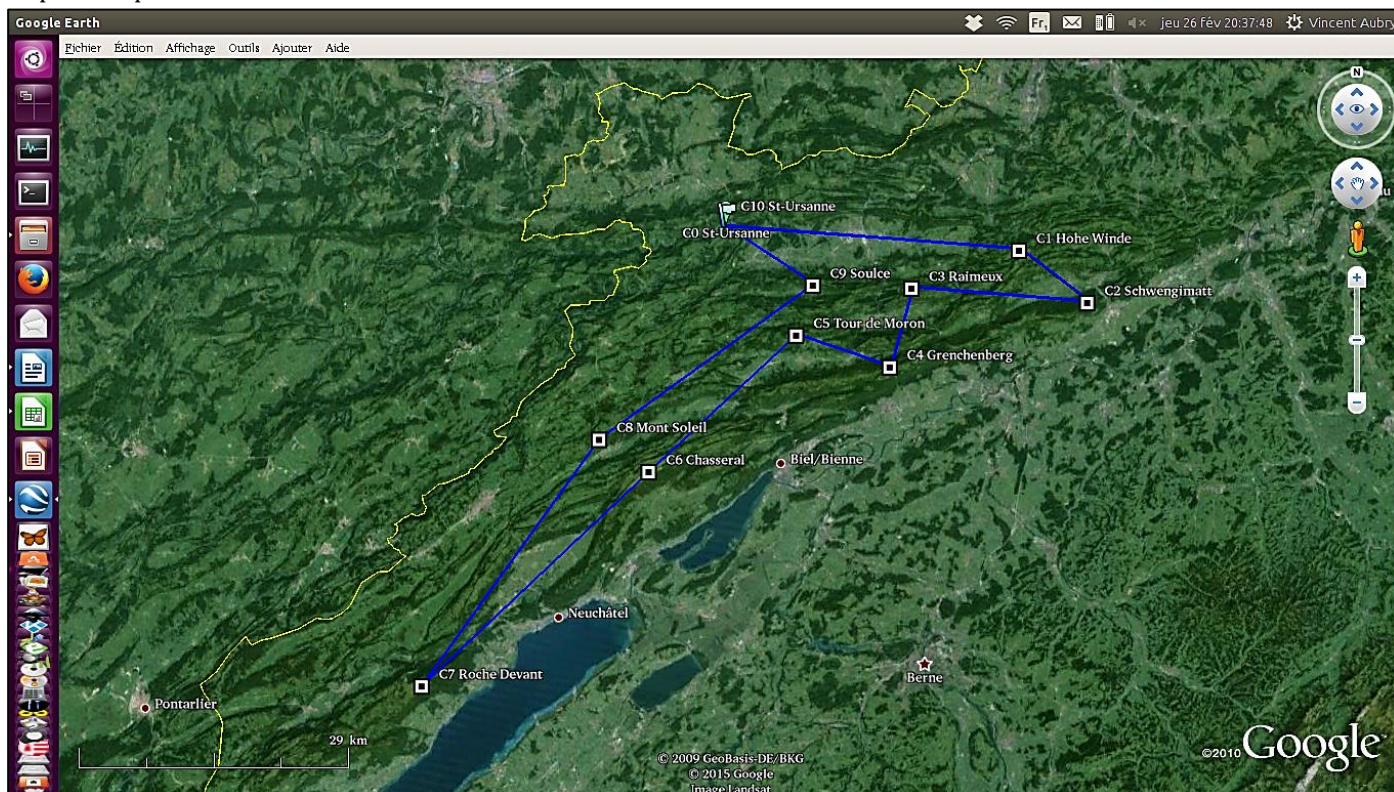 Google Earth
Fr1 jeu 26 fév 20:37:48 Vincent Aubry
Fichier Édition Affichage Outils Ajouter Aide
N
C10 St-Ursanne
C0 St-Ursanne
C1 Hohe Winde
C9 Soulce
C3 Raimeux
C2 Schwengimatt
C5 Tour de Moron
C4 Grenchenberg
C8 Mont Soleil
C6 Chasseral
Biel/Bienne
Neuchâtel
C7 Roche Devant
Berne
Pontarlier
29 km
© 2009 GeoBasis-DE/BKG
© 2015 Google
Image Landsat
©2010 Google